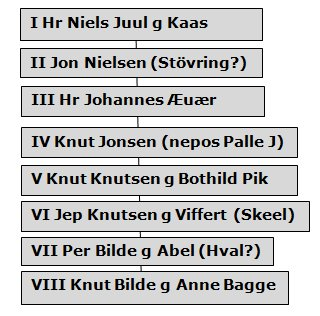 I Hr Niels Juul g Kaas
II Jon Nielsen (Stövring?)
III Hr Johannes Æuær
IV Knut Jonsen (nepos Palle J)
V Knut Knutsen g Bothild Pik
VI Jep Knutsen g Viffert (Skeel)
VII Per Bilde g Abel (Hval?)
VIII Knut Bilde g Anne Bagge